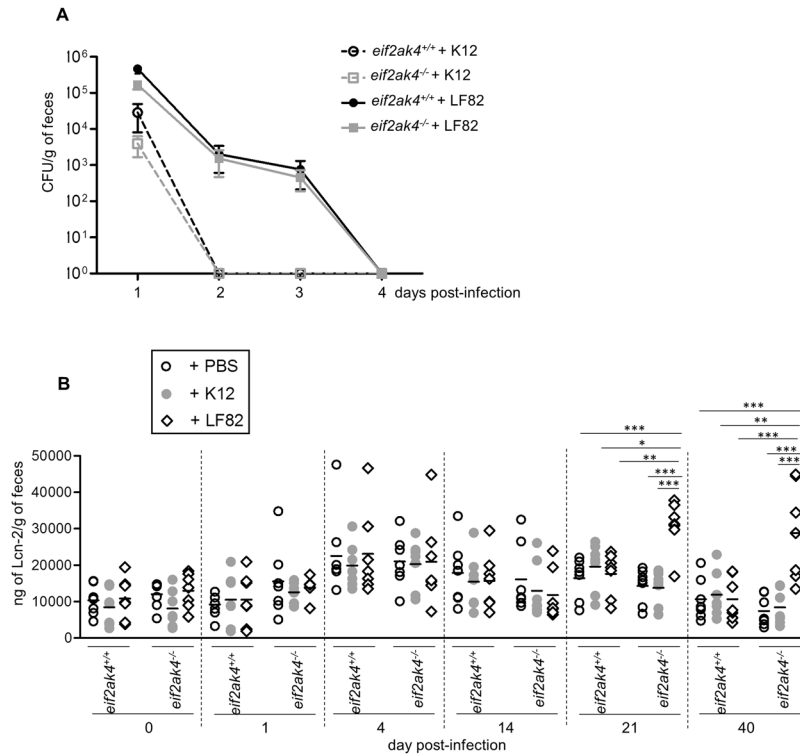 A
CFU/g of feces
10⁶
10⁵
10⁴
10³
10²
10¹
10⁰
1 2 3 4 days post-infection
eif2ak4+/+ + K12
eif2ak4-/- + K12
eif2ak4+/+ + LF82
eif2ak4-/- + LF82
B
+ PBS
+ K12
+ LF82
ng of Lcn-2/g of feces
50000
40000
30000
20000
10000
0
*** * ** *** ***
*** ** *** *** ***
eif2ak4+/+ eif2ak4-/- eif2ak4+/+ eif2ak4-/- eif2ak4+/+ eif2ak4-/- eif2ak4+/+ eif2ak4-/- eif2ak4+/+ eif2ak4-/- eif2ak4+/+ eif2ak4-/-
0 1 4 14 21 40
day post-infection